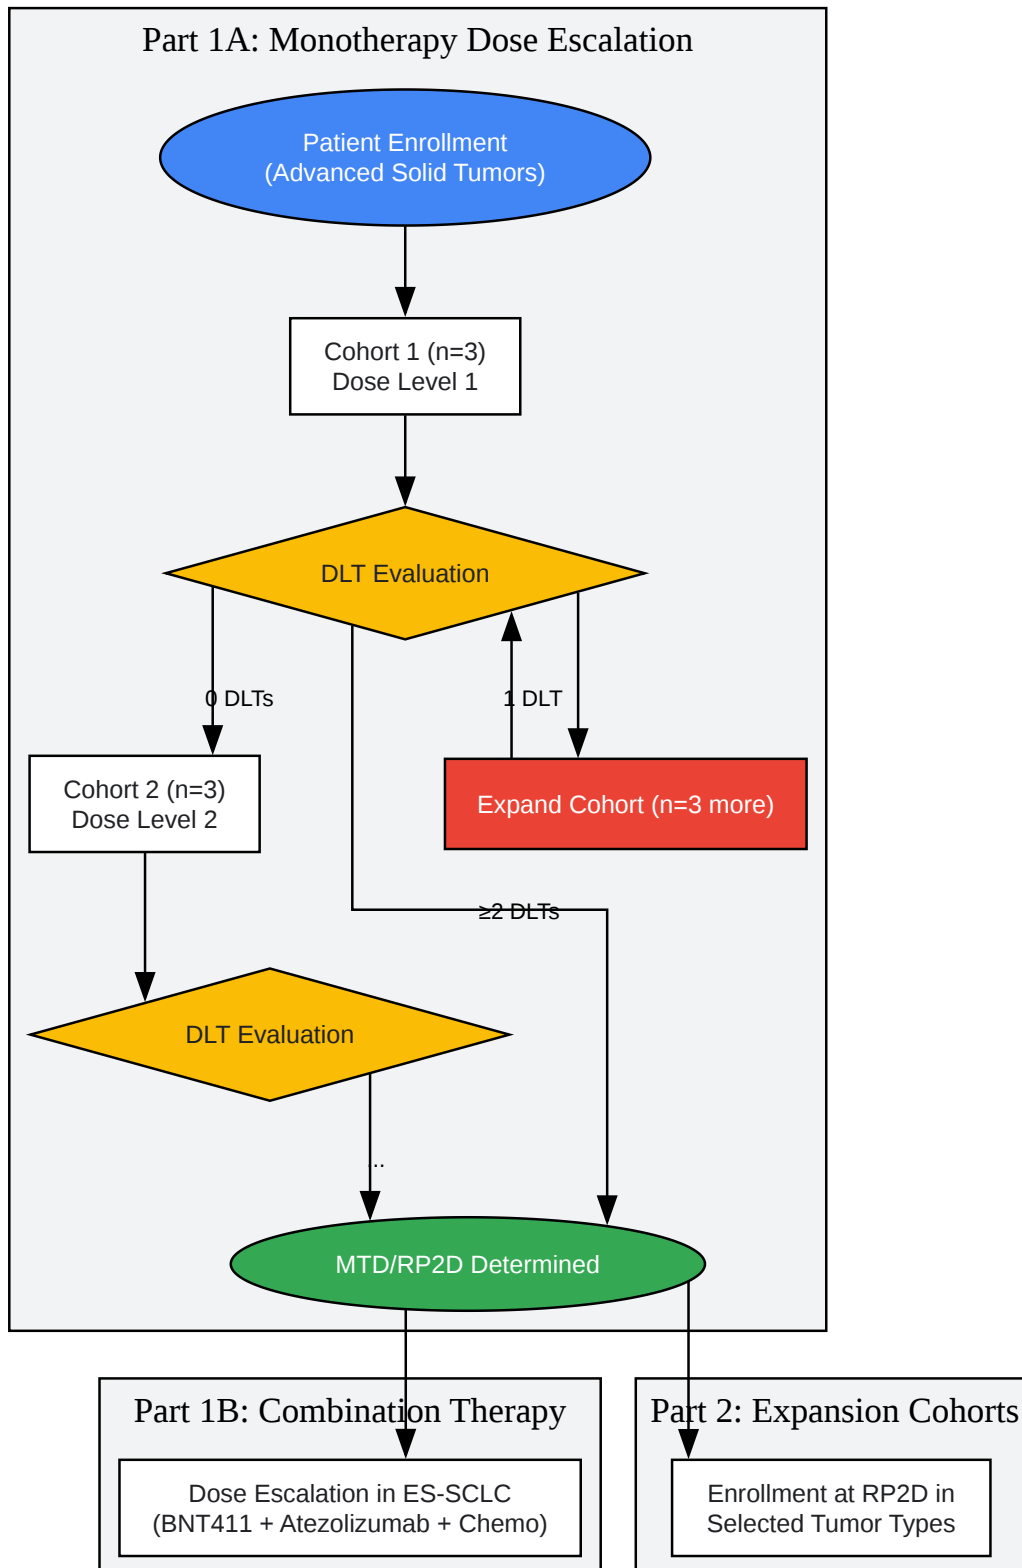 Part 1A: Monotherapy Dose Escalation
Patient Enrollment
(Advanced Solid Tumors)
Cohort 1 (n=3)
Dose Level 1
DLT Evaluation
0 DLTs
1 DLT
Cohort 2 (n=3)
Dose Level 2
Expand Cohort (n=3 more)
≥2 DLTs
DLT Evaluation
...
MTD/RP2D Determined
Part 1B: Combination Therapy
Dose Escalation in ES-SCLC
(BNT411 + Atezolizumab + Chemo)
Part 2: Expansion Cohorts
Enrollment at RP2D in
Selected Tumor Types